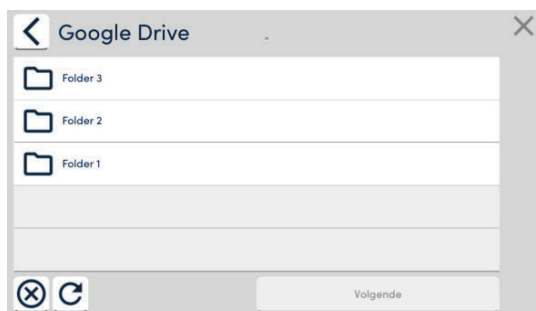 Google Drive
Folder 3
Folder 2
Folder 1
Volgende